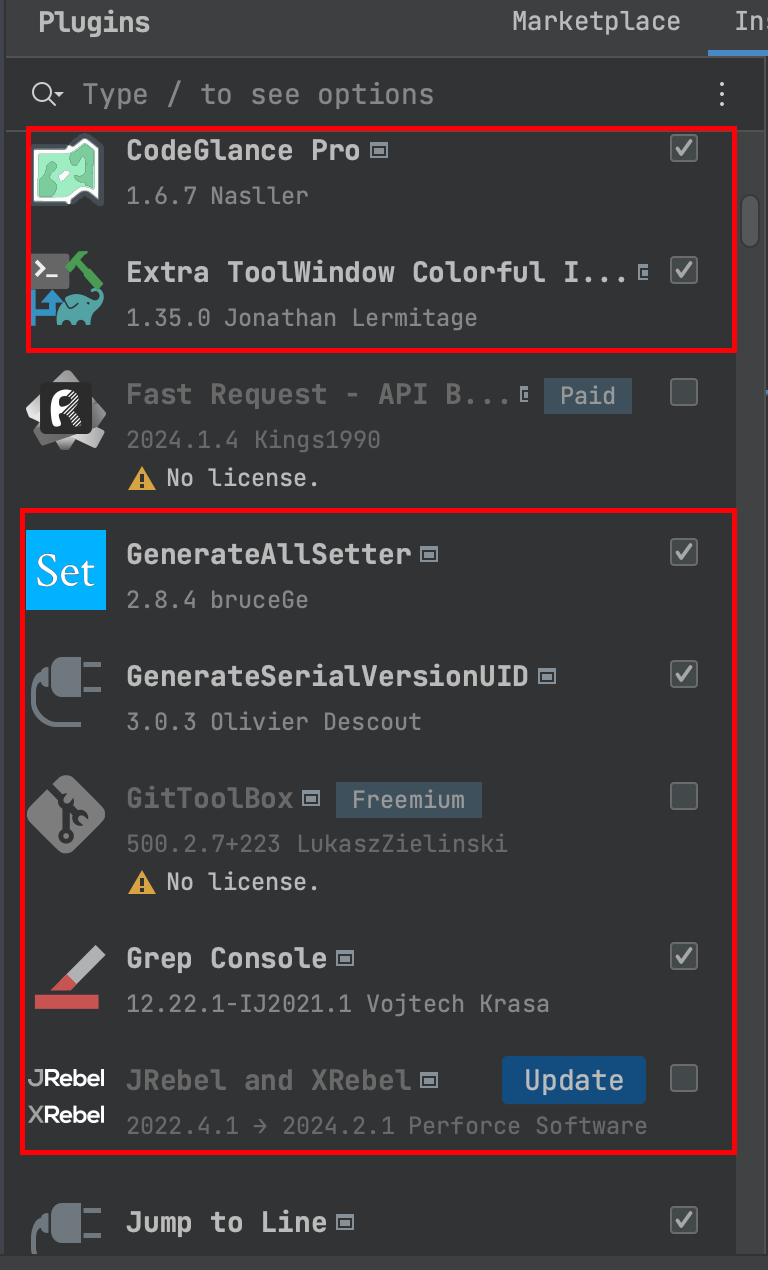 Plugins
Marketplace
Ins
Type / to see options
CodeGlance Pro
1.6.7 Nasller
Extra ToolWindow Colorful I...
1.35.0 Jonathan Lermitage
Fast Request - API B...
Paid
2024.1.4 Kings1990
No license.
Set
GenerateAllSetter
2.8.4 bruceGe
GenerateSerialVersionUID
3.0.3 Olivier Descout
GitToolBox
Freemium
500.2.7+223 LukaszZielinski
No license.
Grep Console
12.22.1-IJ2021.1 Vojtech Krasa
JRebel
XRebel
JRebel and XRebel
Update
2022.4.1 → 2024.2.1 Perforce Software
Jump to Line